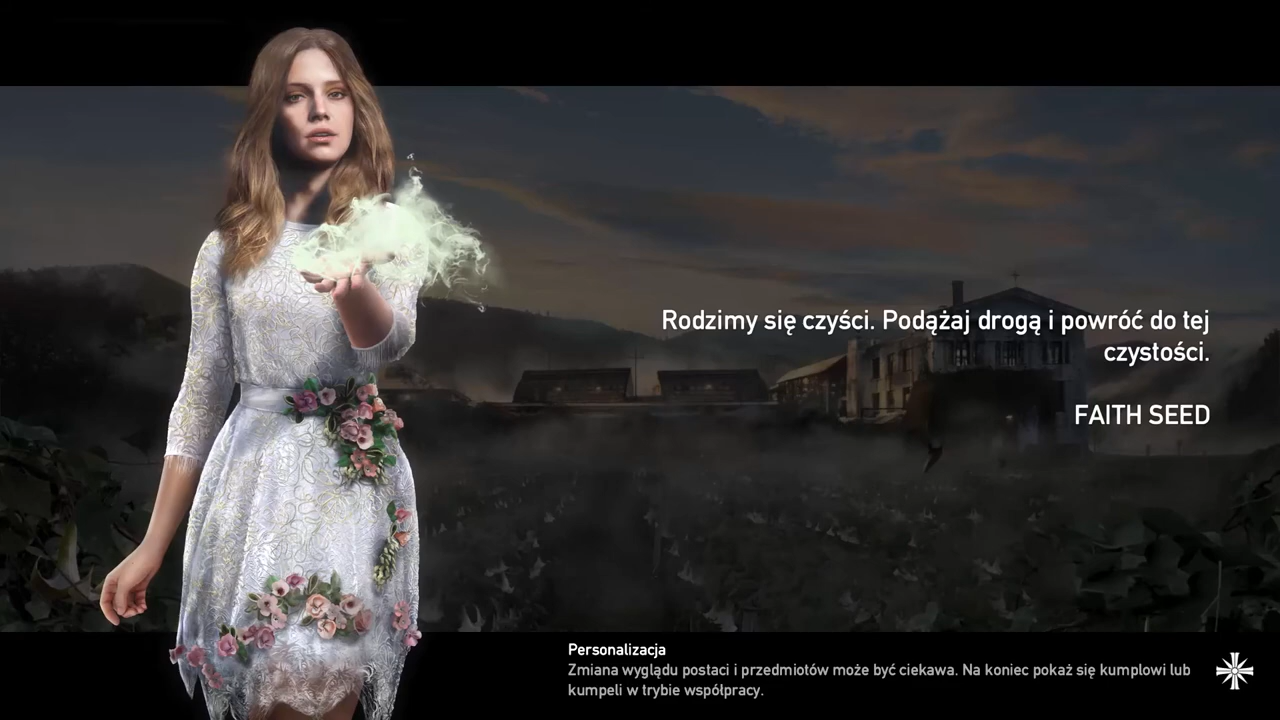 Rodzimy się czyści. Podążaj drogą i powróć do tej
czystości.
FAITH SEED
Personalizacja
Zmiana wyglądu postaci i przedmiotów może być ciekawa. Na koniec pokaż się kumplowi lub
kumpeli w trybie współpracy.